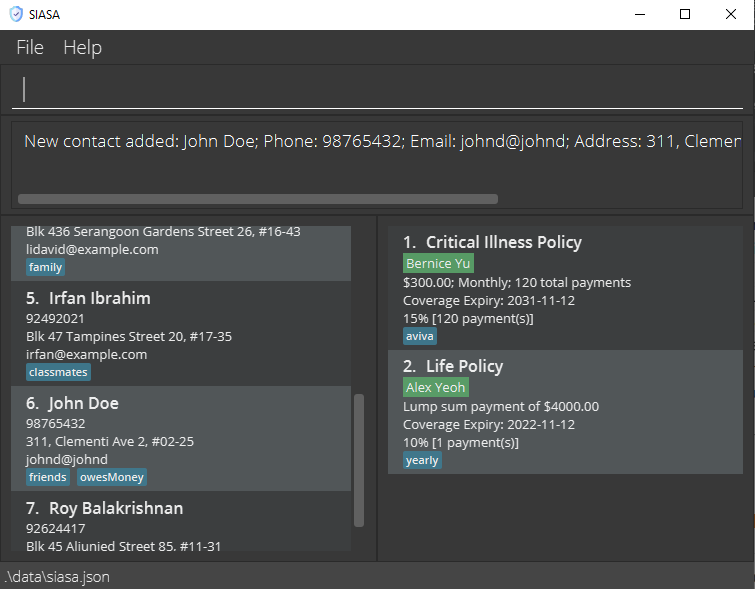 SIASA
File Help
New contact added: John Doe; Phone: 98765432; Email: johnd@johnd; Address: 311, Clemen
Blk 436 Serangoon Gardens Street 26, #16-43
lidavid@example.com
family
5. Irfan Ibrahim
92492021
Blk 47 Tampines Street 20, #17-35
irfan@example.com
classmates
6. John Doe
98765432
311, Clementi Ave 2, #02-25
johnd@johnd
friends owesMoney
7. Roy Balakrishnan
92624417
Blk 45 Aljunied Street 85, #11-31
1. Critical Illness Policy
Bernice Yu
$300.00; Monthly; 120 total payments
Coverage Expiry: 2031-11-12
15% [120 payment(s)]
aviva
2. Life Policy
Alex Yeoh
Lump sum payment of $4000.00
Coverage Expiry: 2022-11-12
10% [1 payment(s)]
yearly
.\data\siasa.json